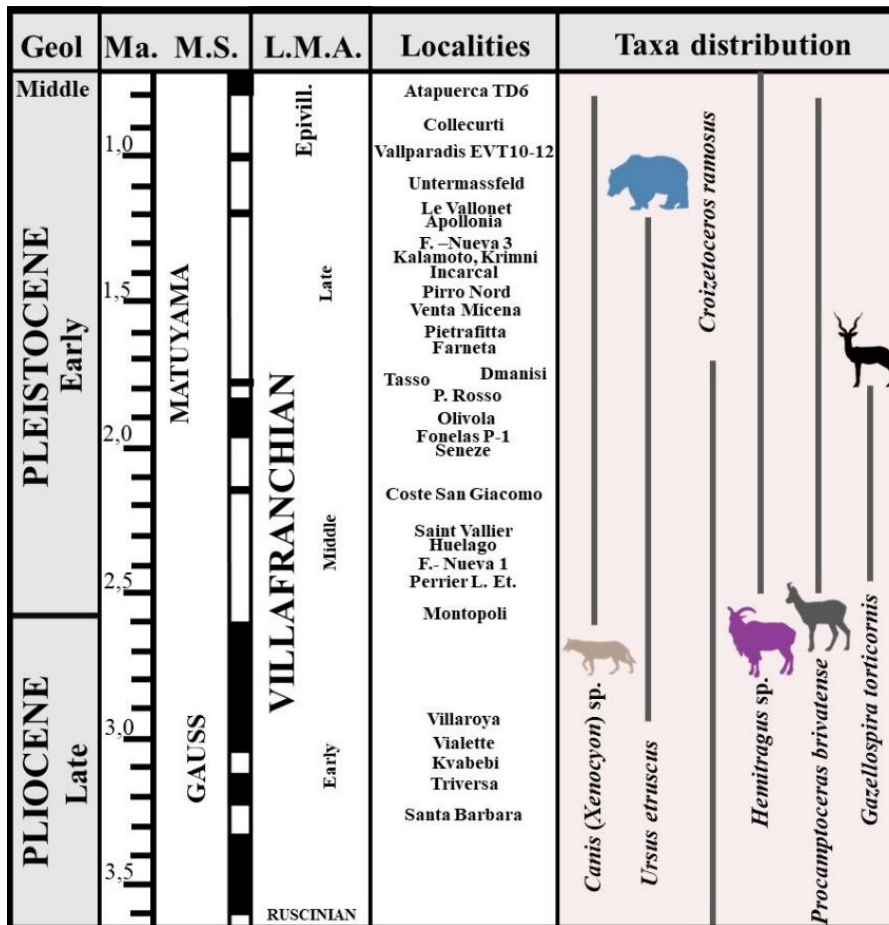 Geol
Ma.
M.S.
L.M.A.
Localities
Taxa distribution
Middle
PLEISTOCENE
Early
PLIOCENE
Late
1,0
1,5
2,0
2,5
3,0
3,5
MATUYAMA
GAUSS
VILLAFRANCHIAN
Epivill.
Late
Middle
Early
RUSCINIAN
Atapuerca TD6
Collecurti
Vallparadìs EVT10-12
Untermassfeld
Le Vallonet
Apollonia
F. –Nueva 3
Kalamoto, Krimni
Incarcal
Pirro Nord
Venta Micena
Pietrafitta
Farneta
Tasso
Dmanisi
P. Rosso
Olivola
Fonelas P-1
Seneze
Coste San Giacomo
Saint Vallier
Huelago
F.- Nueva 1
Perrier L. Et.
Montopoli
Villaroya
Vialette
Kvabebi
Triversa
Santa Barbara
Canis (Xenocyon) sp.
Ursus etruscus
Croizetoceros ramosus
Hemitragus sp.
Procamptoceras brivatense
Gazellospira torticornis